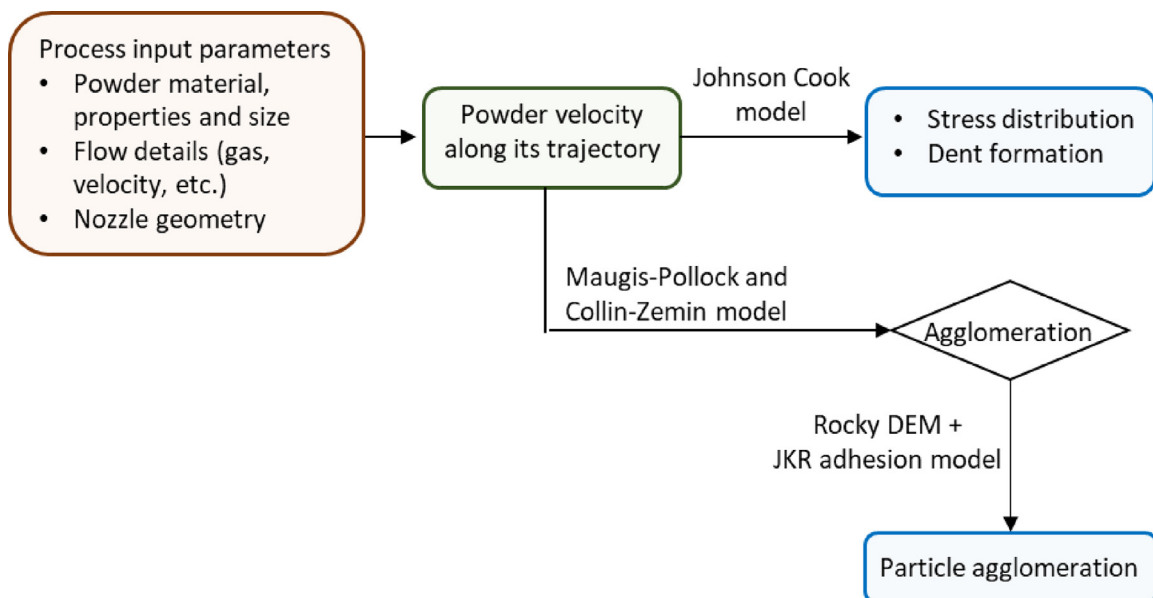 Process input parameters
• Powder material,
properties and size
• Flow details (gas,
velocity, etc.)
• Nozzle geometry
Powder velocity
along its trajectory
Johnson Cook
model
• Stress distribution
• Dent formation
Maugis-Pollock and
Collin-Zemin model
Agglomeration
Rocky DEM +
JKR adhesion model
Particle agglomeration